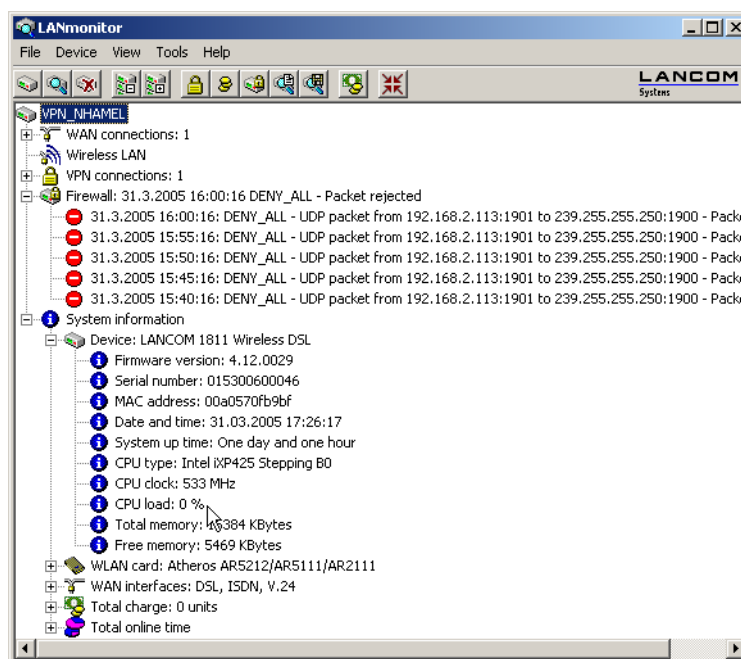 LANmonitor
File Device View Tools Help
LANCOM
Systems
VPN_NHAMEL
WAN connections: 1
Wireless LAN
VPN connections: 1
Firewall: 31.3.2005 16:00:16 DENY_ALL - Packet rejected
31.3.2005 16:00:16: DENY_ALL - UDP packet from 192.168.2.113:1901 to 239.255.255.250:1900 - Pack
31.3.2005 15:55:16: DENY_ALL - UDP packet from 192.168.2.113:1901 to 239.255.255.250:1900 - Pack
31.3.2005 15:50:16: DENY_ALL - UDP packet from 192.168.2.113:1901 to 239.255.255.250:1900 - Pack
31.3.2005 15:45:16: DENY_ALL - UDP packet from 192.168.2.113:1901 to 239.255.255.250:1900 - Pack
31.3.2005 15:40:16: DENY_ALL - UDP packet from 192.168.2.113:1901 to 239.255.255.250:1900 - Pack
System information
Device: LANCOM 1811 Wireless DSL
Firmware version: 4.12.0029
Serial number: 015300600046
MAC address: 00a0570fb9bf
Date and time: 31.03.2005 17:26:17
System up time: One day and one hour
CPU type: Intel iXP425 Stepping B0
CPU clock: 533 MHz
CPU load: 0 %
Total memory: 16384 KBytes
Free memory: 5469 KBytes
WLAN card: Atheros AR5212/AR5111/AR2111
WAN interfaces: DSL, ISDN, V.24
Total charge: 0 units
Total online time